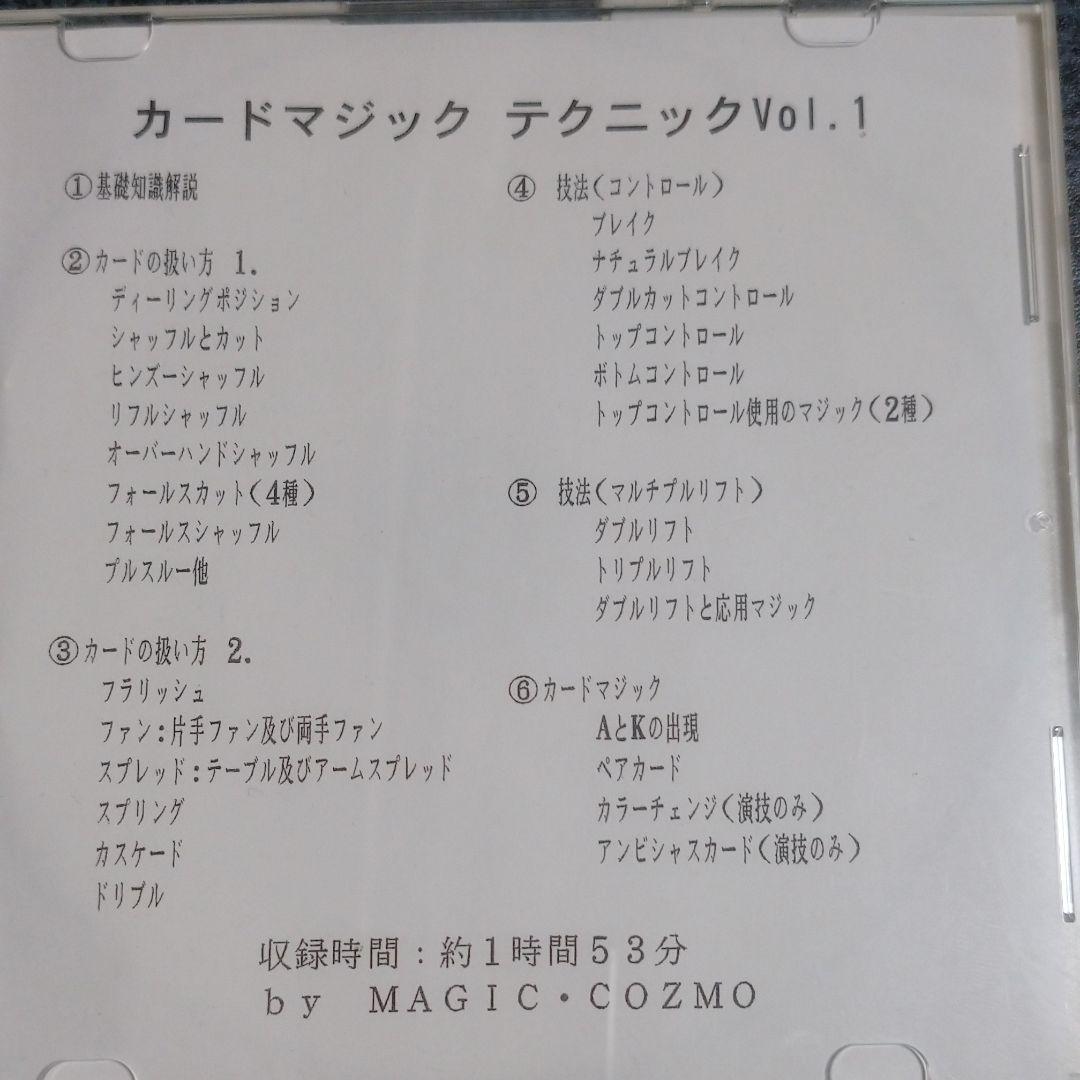 カードマジック テクニックVol.1
①基礎知識解説
②カードの扱い方 1.
ディーリングポジション
シャッフルとカット
ヒンズーシャッフル
リフルシャッフル
オーバーハンドシャッフル
フォールスカット(4種)
フォールスシャッフル
プルスルー他
③カードの扱い方 2.
フラリッシュ
ファン:片手ファン及び両手ファン
スプレッド:テーブル及びアームスプレッド
スプリング
カスケード
ドリブル
④ 技法(コントロール)
ブレイク
ナチュラルブレイク
ダブルカットコントロール
トップコントロール
ボトムコントロール
トップコントロール使用のマジック(2種)
⑤ 技法(マルチプルリフト)
ダブルリフト
トリプルリフト
ダブルリフトと応用マジック
⑥カードマジック
AとKの出現
ペアカード
カラーチェンジ(演技のみ)
アンビシャスカード(演技のみ)
収録時間:約1時間53分
by MAGIC・COZMO